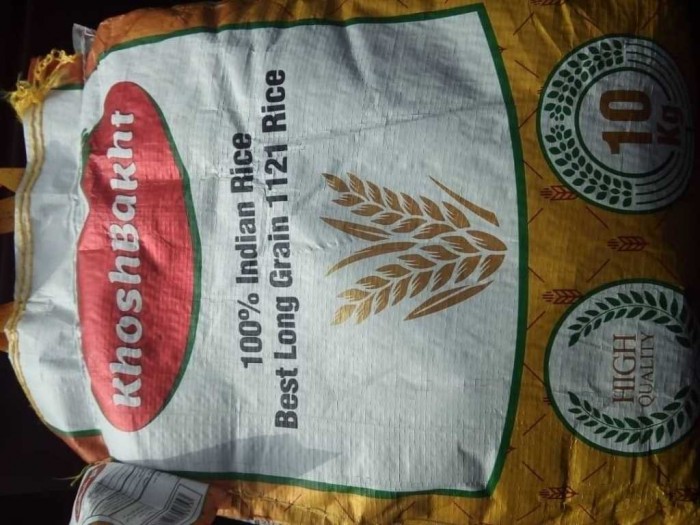 KhoshBakht
100% Indian Rice
Best Long Grain 1121 Rice
HIGH
QUALITY
10
Kg